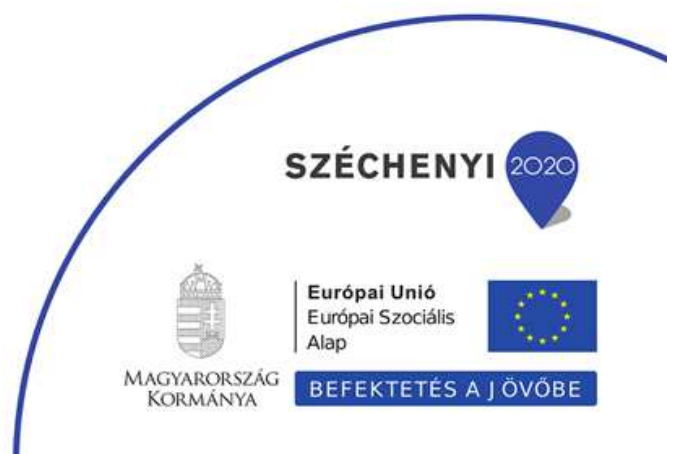 SZÉCHENYI 2020
Európai Unió
Európai Szociális
Alap
MAGYARORSZÁG
KORMÁNYA
BEFEKTETÉS A JÖVŐBE